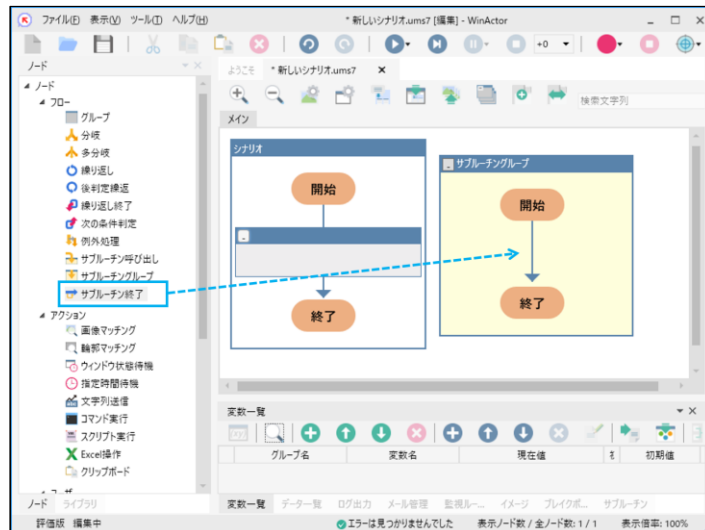 ファイル(F) 表示(V) ツール(T) ヘルプ(H) * 新しいシナリオ.ums7 [編集] - WinActor
+0
ノード
ようこそ * 新しいシナリオ.ums7
検索文字列
ノード
フロー
グループ
分岐
多分岐
繰り返し
後判定繰返
繰り返し終了
次の条件判定
例外処理
サブルーチン呼び出し
サブルーチングループ
サブルーチン終了
アクション
画像マッチング
輪郭マッチング
ウィンドウ状態待機
指定時間待機
文字列送信
コマンド実行
スクリプト実行
Excel操作
クリップボード
メイン
シナリオ
開始
終了
サブルーチングループ
開始
終了
変数一覧
グループ名 変数名 現在値 初期値
ノード ライブラリ
変数一覧 データ一覧 ログ出力 メール管理 監視ルー... イメージ ブレイクポ... サブルーチン
評価版 編集中 エラーは見つかりませんでした 表示ノード数 / 全ノード数: 1 / 1 表示倍率: 100%